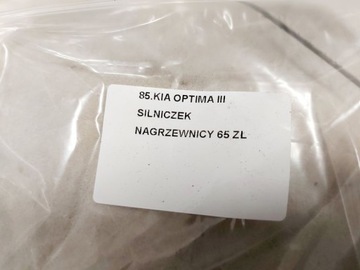 85.KIA OPTIMA III
SILNICZEK
NAGRZEWNICY 65 ZŁ